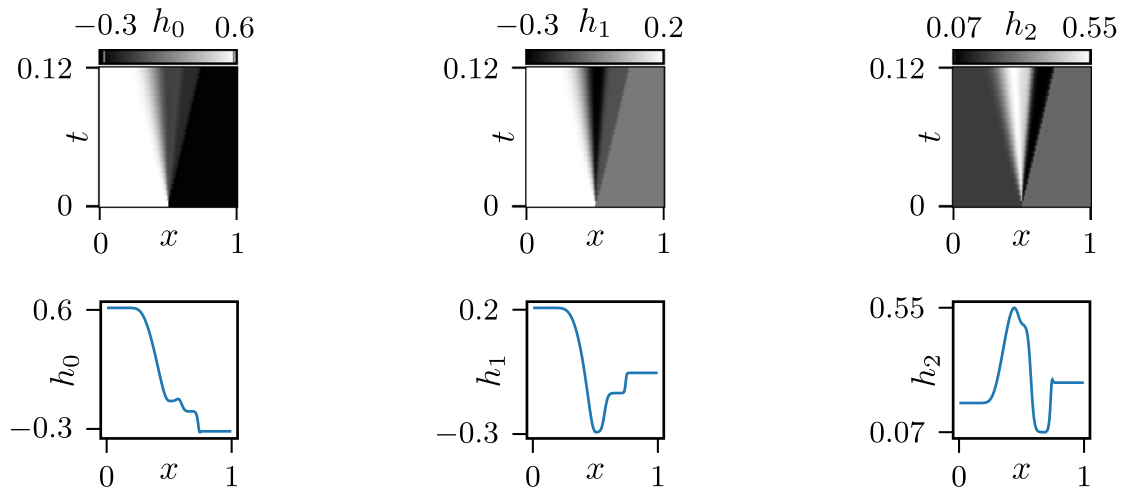 −0.3 h₀ 0.6
−0.3 h₁ 0.2
0.07 h₂ 0.55
0.12
t
0
0 x 1
0.12
t
0
0 x 1
0.12
t
0
0 x 1
0.6
h₀
−0.3
0 x 1
0.2
h₁
−0.3
0 x 1
0.55
h₂
0.07
0 x 1